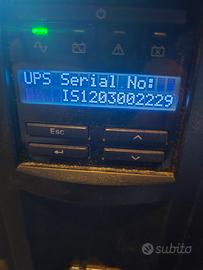 UPS Serial No:
IS1203002229
Esc
subito